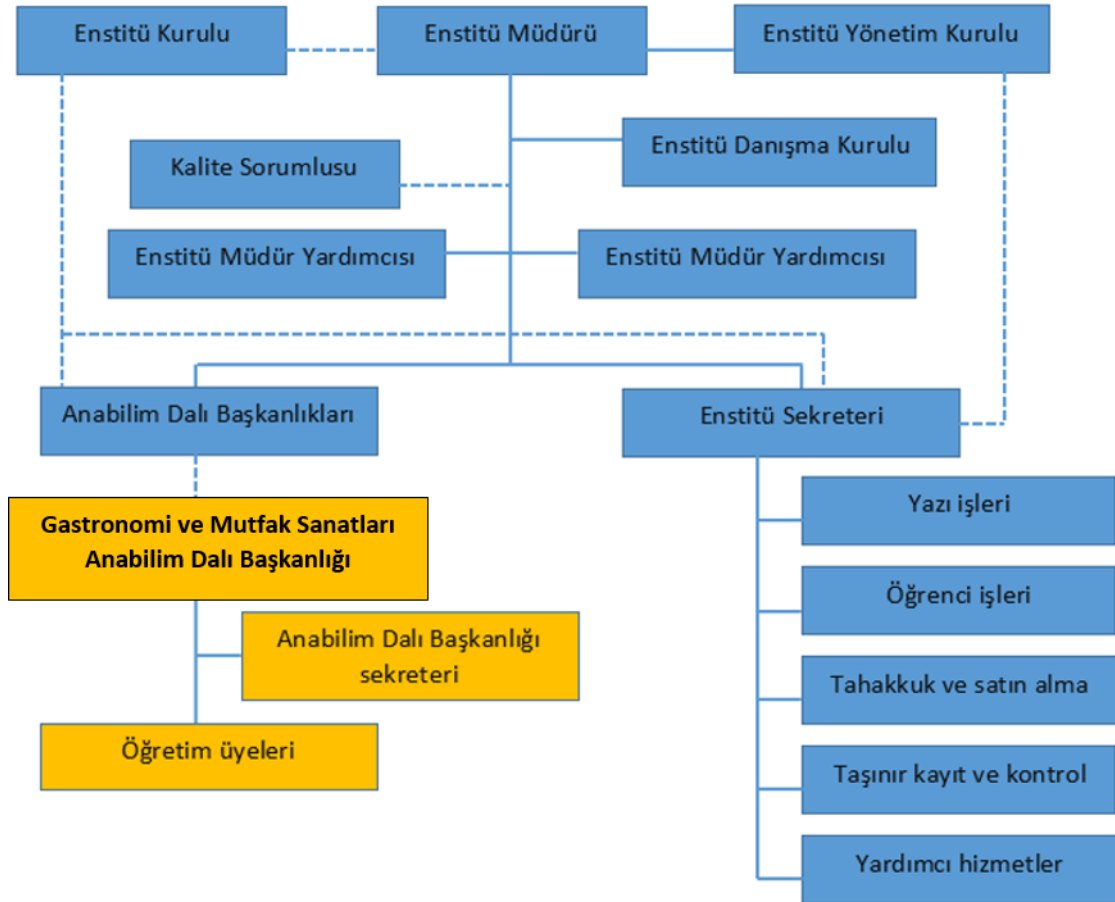 Enstitü Kurulu
Enstitü Müdürü
Enstitü Yönetim Kurulu
Enstitü Danışma Kurulu
Kalite Sorumlusu
Enstitü Müdür Yardımcısı
Enstitü Müdür Yardımcısı
Anabilim Dalı Başkanlıkları
Enstitü Sekreteri
Gastronomi ve Mutfak Sanatları
Anabilim Dalı Başkanlığı
Anabilim Dalı Başkanlığı
sekreteri
Öğretim üyeleri
Yazı işleri
Öğrenci işleri
Tahakkuk ve satın alma
Taşınır kayıt ve kontrol
Yardımcı hizmetler